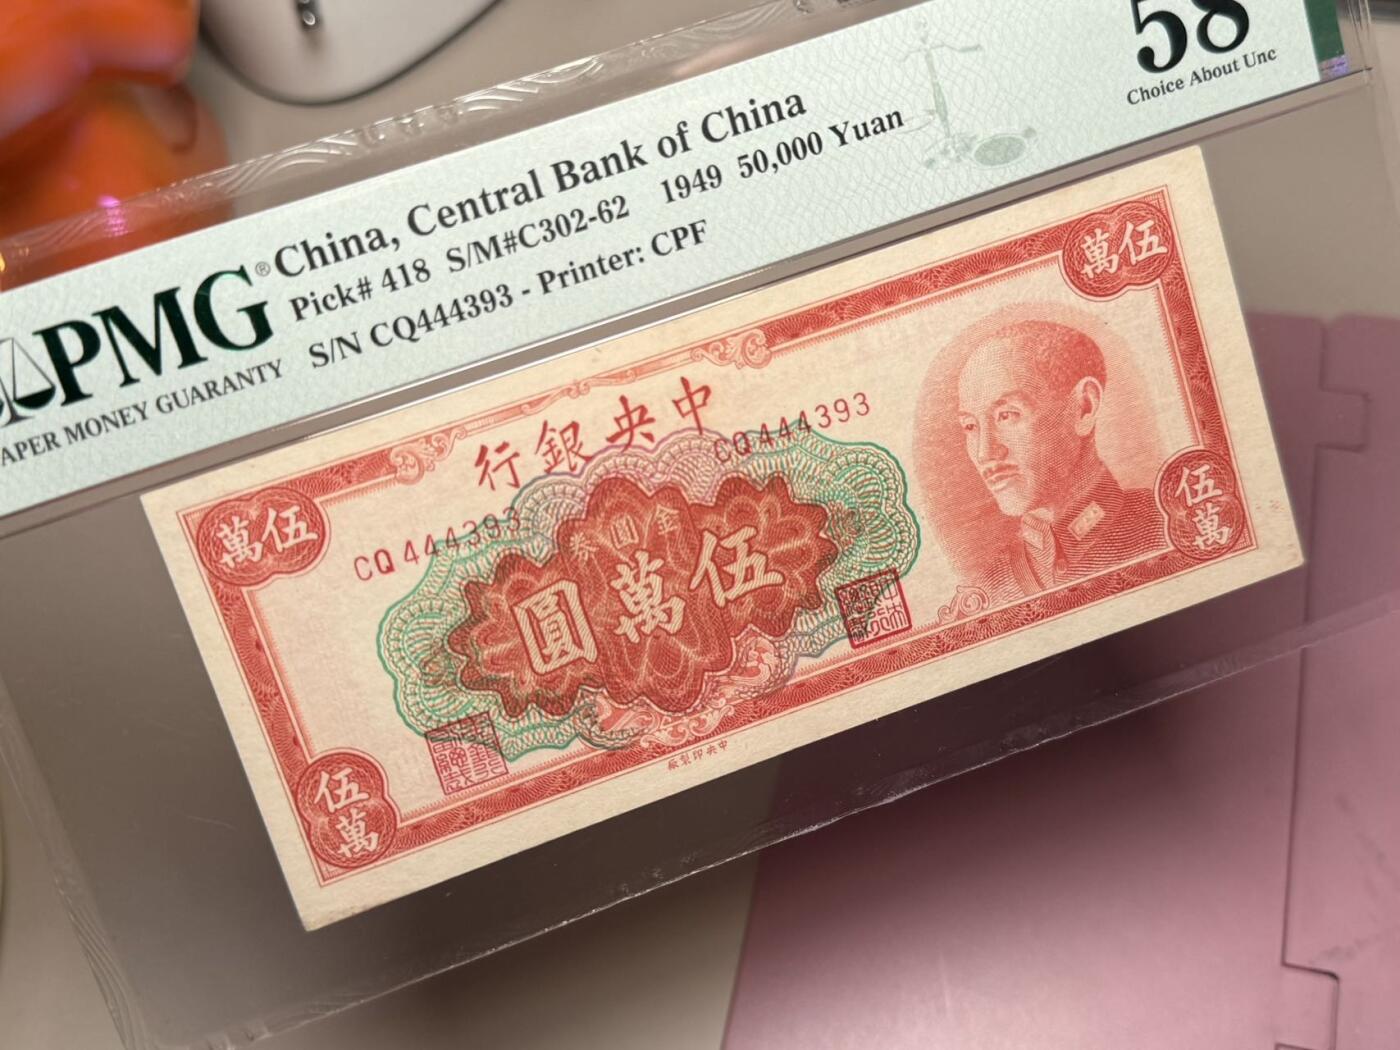 58
Choice About Unc
China, Central Bank of China
Pick# 418 S/M#C302-62 1949 50,000 Yuan
S/N CQ444393 - Printer: CPF
PMG®
PAPER MONEY GUARANTY
伍萬
中央銀行
CQ444393
伍萬
CQ444393
金圓券
伍萬圓
伍萬
伍萬
中央印製廠